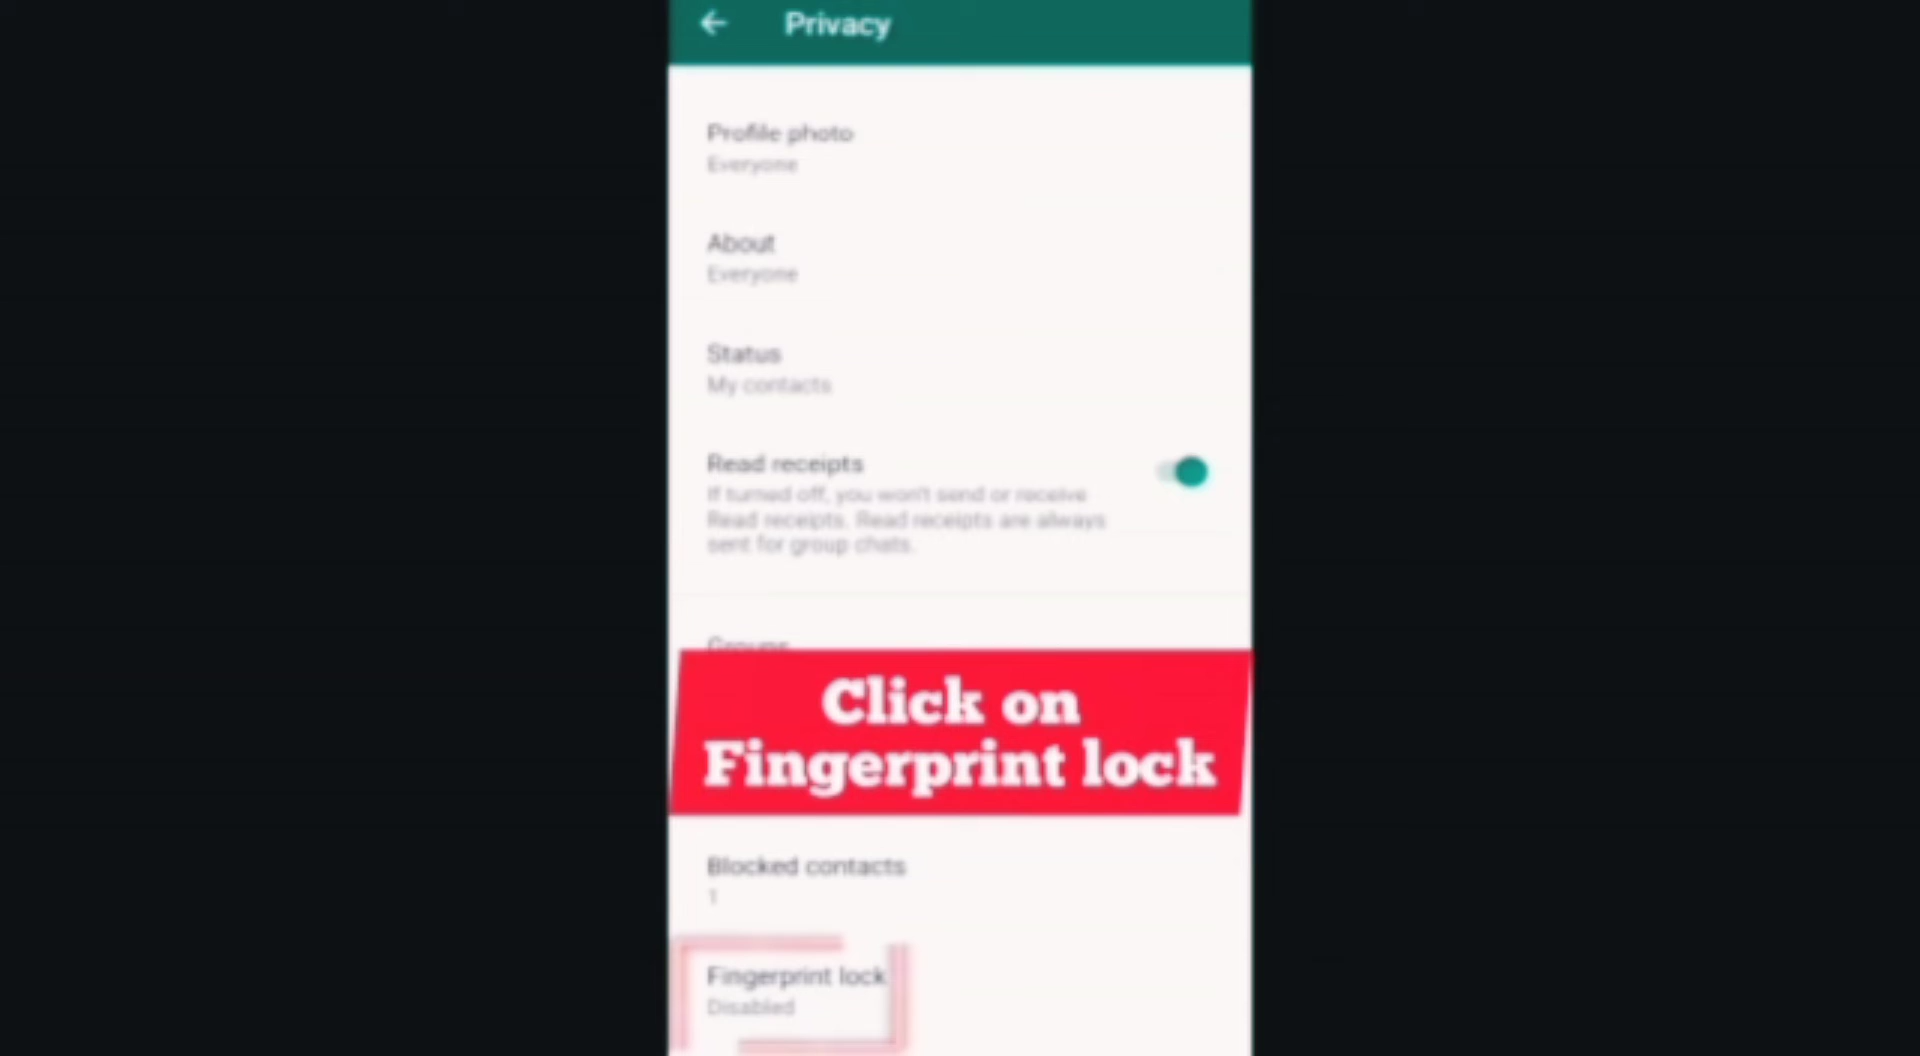 Privacy
Profile photo
Everyone
About
Everyone
Status
My contacts
Read receipts
If turned off, you won't send or receive
Read receipts. Read receipts are always
sent for group chats.
Groups
Click on
Fingerprint lock
Blocked contacts
1
Fingerprint lock
Disabled